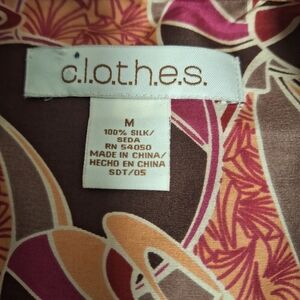 c.l.o.t.h.e.s.
M
100% SILK/
SEDA
RN 54050
MADE IN CHINA/
HECHO EN CHINA
SDT/05